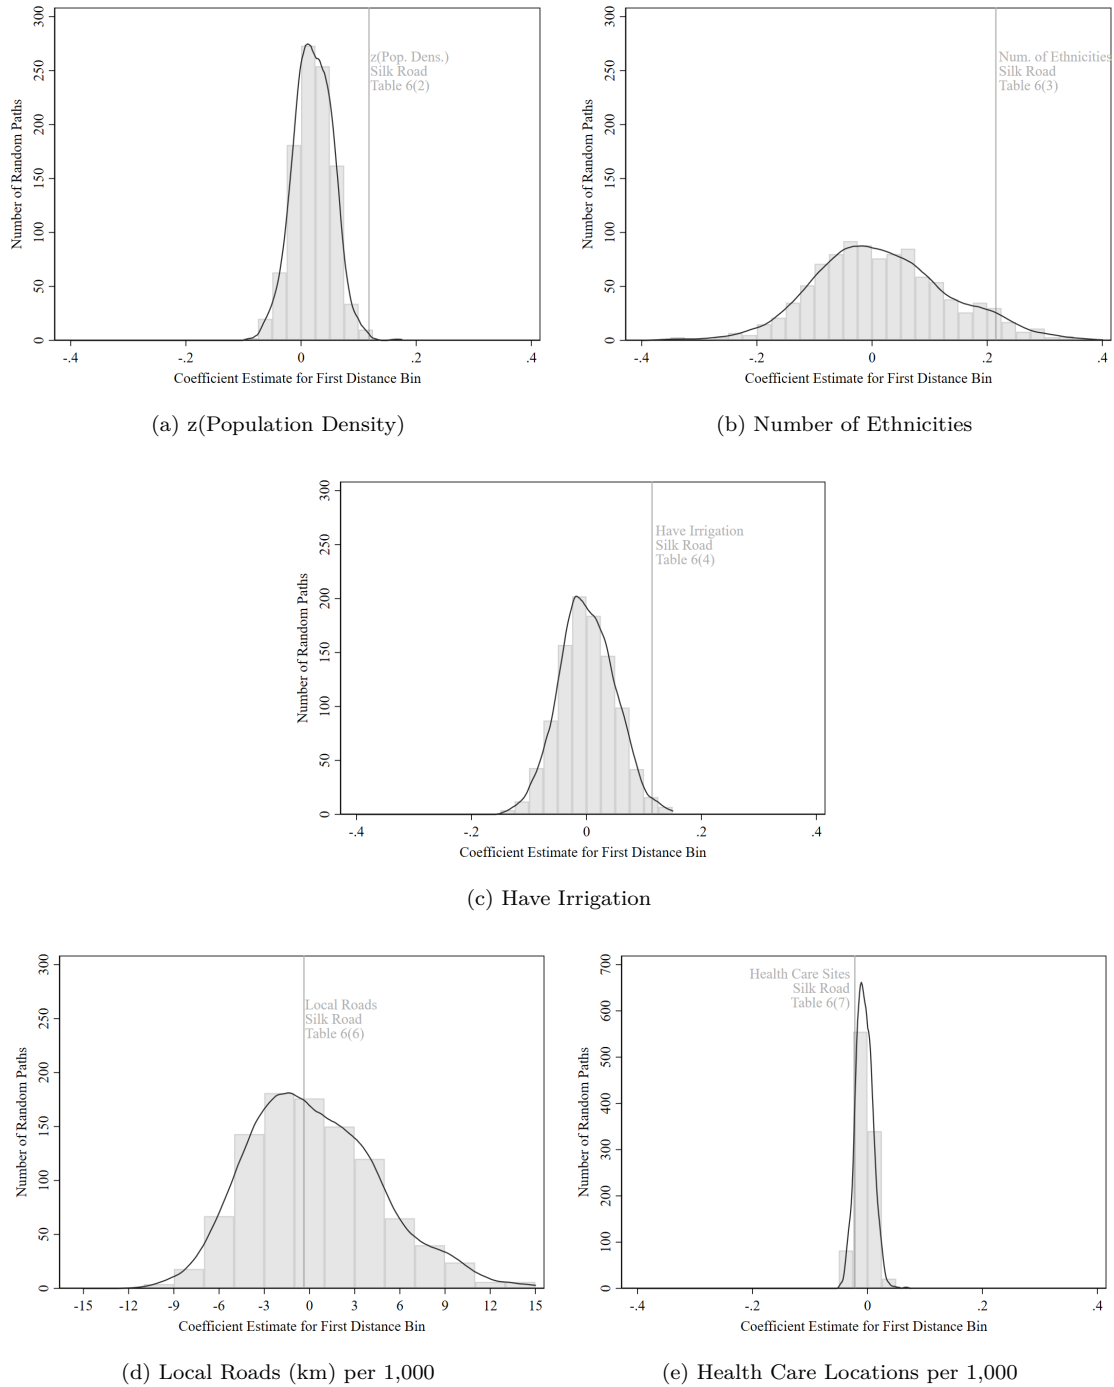 300
250
200
150
100
50
0
Number of Random Paths
z(Pop. Dens.)
Silk Road
Table 6(2)
-.4 -.2 0 .2 .4
Coefficient Estimate for First Distance Bin
(a) z(Population Density)
300
250
200
150
100
50
0
Number of Random Paths
Num. of Ethnicities
Silk Road
Table 6(3)
-.4 -.2 0 .2 .4
Coefficient Estimate for First Distance Bin
(b) Number of Ethnicities
300
250
200
150
100
50
0
Number of Random Paths
Have Irrigation
Silk Road
Table 6(4)
-.4 -.2 0 .2 .4
Coefficient Estimate for First Distance Bin
(c) Have Irrigation
300
250
200
150
100
50
0
Number of Random Paths
Local Roads
Silk Road
Table 6(6)
-15 -12 -9 -6 -3 0 3 6 9 12 15
Coefficient Estimate for First Distance Bin
(d) Local Roads (km) per 1,000
700
600
500
400
300
200
100
0
Number of Random Paths
Health Care Sites
Silk Road
Table 6(7)
-.4 -.2 0 .2 .4
Coefficient Estimate for First Distance Bin
(e) Health Care Locations per 1,000